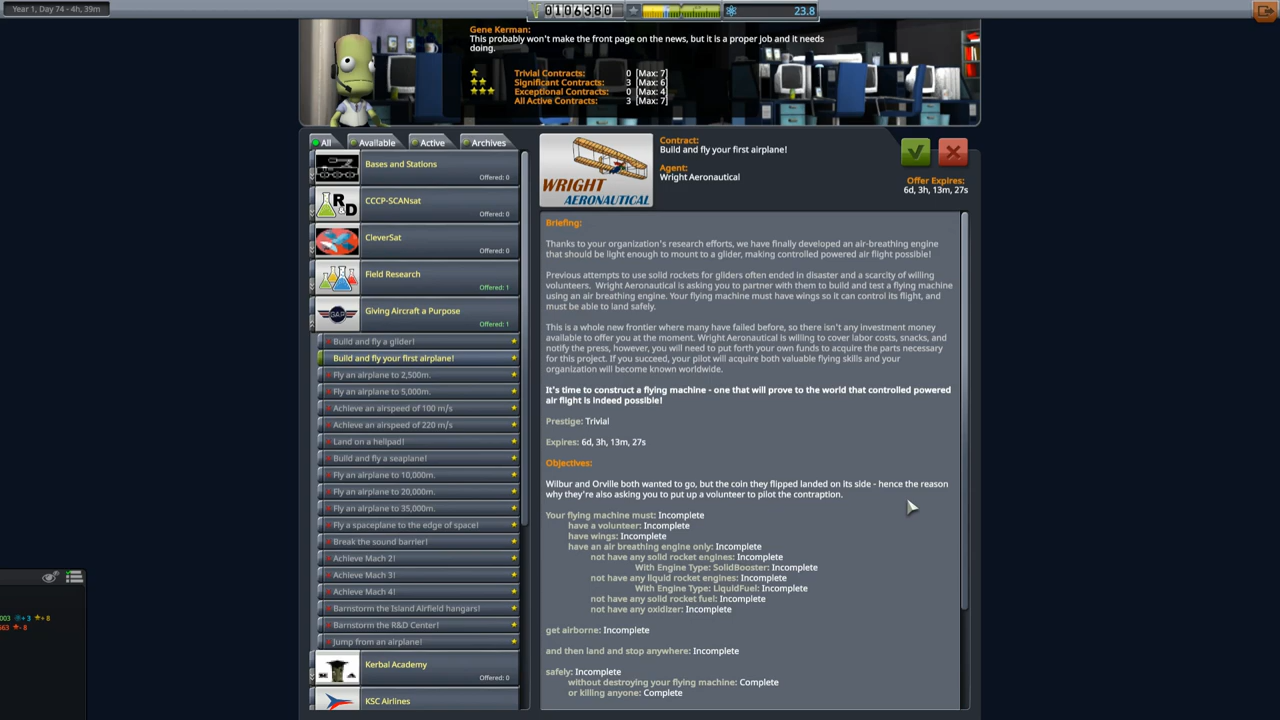 Year 1, Day 74 - 4h, 39m
0106380
23.8
Gene Kerman:
This probably won't make the front page on the news, but it is a proper job and it needs
doing.
Trivial Contracts: 0 [Max: 7]
Significant Contracts: 3 [Max: 6]
Exceptional Contracts: 0 [Max: 4]
All Active Contracts: 3 [Max: 7]
All
Available
Active
Archives
Bases and Stations
Offered: 0
R&D
CCCP-SCANsat
Offered: 0
CleverSat
Offered: 0
Field Research
Offered: 1
GAP
Giving Aircraft a Purpose
Offered: 1
Build and fly a glider!
Build and fly your first airplane!
Fly an airplane to 2,500m.
Fly an airplane to 5,000m.
Achieve an airspeed of 100 m/s
Achieve an airspeed of 220 m/s
Land on a helipad!
Build and fly a seaplane!
Fly an airplane to 10,000m.
Fly an airplane to 20,000m.
Fly an airplane to 35,000m.
Fly a spaceplane to the edge of space!
Break the sound barrier!
Achieve Mach 2!
Achieve Mach 3!
Achieve Mach 4!
Barnstorm the Island Airfield hangars!
Barnstorm the R&D Center!
Jump from an airplane!
Kerbal Academy
Offered: 0
KSC Airlines
WRIGHT
AERONAUTICAL
Contract:
Build and fly your first airplane!
Agent:
Wright Aeronautical
Offer Expires:
6d, 3h, 13m, 27s
Briefing:
Thanks to your organization's research efforts, we have finally developed an air-breathing engine
that should be light enough to mount to a glider, making controlled powered air flight possible!
Previous attempts to use solid rockets for gliders often ended in disaster and a scarcity of willing
volunteers. Wright Aeronautical is asking you to partner with them to build and test a flying machine
using an air breathing engine. Your flying machine must have wings so it can control its flight, and
must be able to land safely.
This is a whole new frontier where many have failed before, so there isn't any investment money
available to offer you at the moment. Wright Aeronautical is willing to cover labor costs, snacks, and
notify the press, however, you will need to put forth your own funds to acquire the parts necessary
for this project. If you succeed, your pilot will acquire both valuable flying skills and your
organization will become known worldwide.
It's time to construct a flying machine - one that will prove to the world that controlled powered
air flight is indeed possible!
Prestige: Trivial
Expires: 6d, 3h, 13m, 27s
Objectives:
Wilbur and Orville both wanted to go, but the coin they flipped landed on its side - hence the reason
why they're also asking you to put up a volunteer to pilot the contraption.
Your flying machine must: Incomplete
have a volunteer: Incomplete
have wings: Incomplete
have an air breathing engine only: Incomplete
not have any solid rocket engines: Incomplete
With Engine Type: SolidBooster: Incomplete
not have any liquid rocket engines: Incomplete
With Engine Type: LiquidFuel: Incomplete
not have any solid rocket fuel: Incomplete
not have any oxidizer: Incomplete
get airborne: Incomplete
and then land and stop anywhere: Incomplete
safely: Incomplete
without destroying your flying machine: Complete
or killing anyone: Complete
003 +3 +8
563 -8